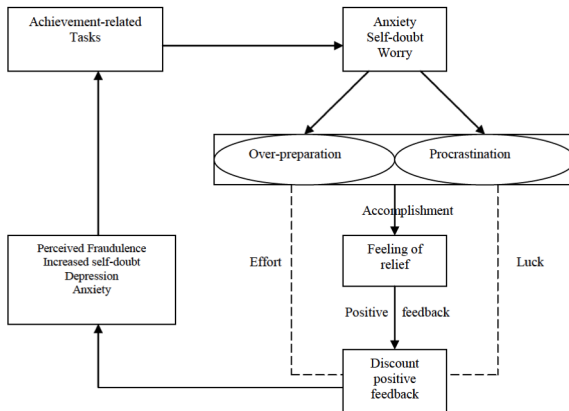 Achievement-related
Tasks
Anxiety
Self-doubt
Worry
Over-preparation
Procrastination
Accomplishment
Perceived Fraudulence
Increased self-doubt
Depression
Anxiety
Effort
Feeling of
relief
Luck
Positive feedback
Discount
positive
feedback